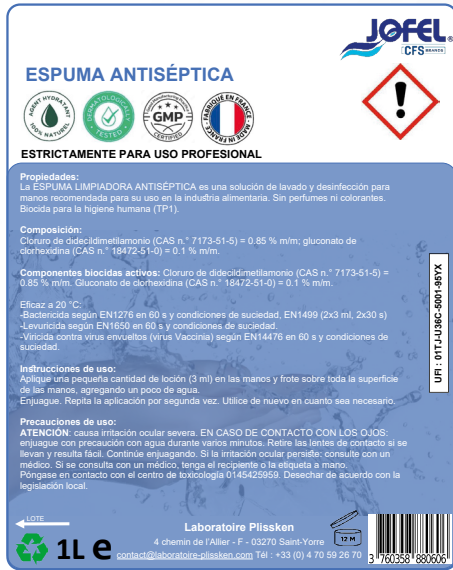 JOFEL®
CFS BRANDS
ESPUMA ANTISÉPTICA
AGENT HYDRATANT
100% NATUREL
DERMATOLOGICALLY
TESTED
GMP
CERTIFIED
FABRIQUÉ EN FRANCE
MADE IN FRANCE
ESTRICTAMENTE PARA USO PROFESIONAL
Propiedades:
La ESPUMA LIMPIADORA ANTISÉPTICA es una solución de lavado y desinfección para
manos recomendada para su uso en la industria alimentaria. Sin perfumes ni colorantes.
Biocida para la higiene humana (TP1).
Composición:
Cloruro de didecildimetilamonio (CAS n.° 7173-51-5) = 0.85 % m/m; gluconato de
clorhexidina (CAS n.° 18472-51-0) = 0.1 % m/m.
Componentes biocidas activos: Cloruro de didecildimetilamonio (CAS n.° 7173-51-5) =
0.85 % m/m. Gluconato de clorhexidina (CAS n.° 18472-51-0) = 0.1 % m/m.
Eficaz a 20 °C:
-Bactericida según EN1276 en 60 s y condiciones de suciedad, EN1499 (2x3 ml, 2x30 s)
-Levuricida según EN1650 en 60 s y condiciones de suciedad.
-Viricida contra virus envueltos (virus Vaccinia) según EN14476 en 60 s y condiciones de
suciedad.
Instrucciones de uso:
Aplique una pequeña cantidad de loción (3 ml) en las manos y frote sobre toda la superficie
de las manos, agregando un poco de agua.
Enjuague. Repita la aplicación por segunda vez. Utilice de nuevo en cuanto sea necesario.
Precauciones de uso:
ATENCIÓN: causa irritación ocular severa. EN CASO DE CONTACTO CON LOS OJOS:
enjuague con precaución con agua durante varios minutos. Retire las lentes de contacto si se
llevan y resulta fácil. Continúe enjuagando. Si la irritación ocular persiste: consulte con un
médico. Si se consulta con un médico, tenga el recipiente o la etiqueta a mano.
Póngase en contacto con el centro de toxicología 0145425959. Desechar de acuerdo con la
legislación local.
UFI : 01TJ-U36C-5001-95YX
LOTE
1L e
Laboratoire Plissken
4 chemin de l'Allier - F - 03270 Saint-Yorre
contact@laboratoire-plissken.com Tél : +33 (0) 4 70 59 26 70
12 M
3 760358 880606